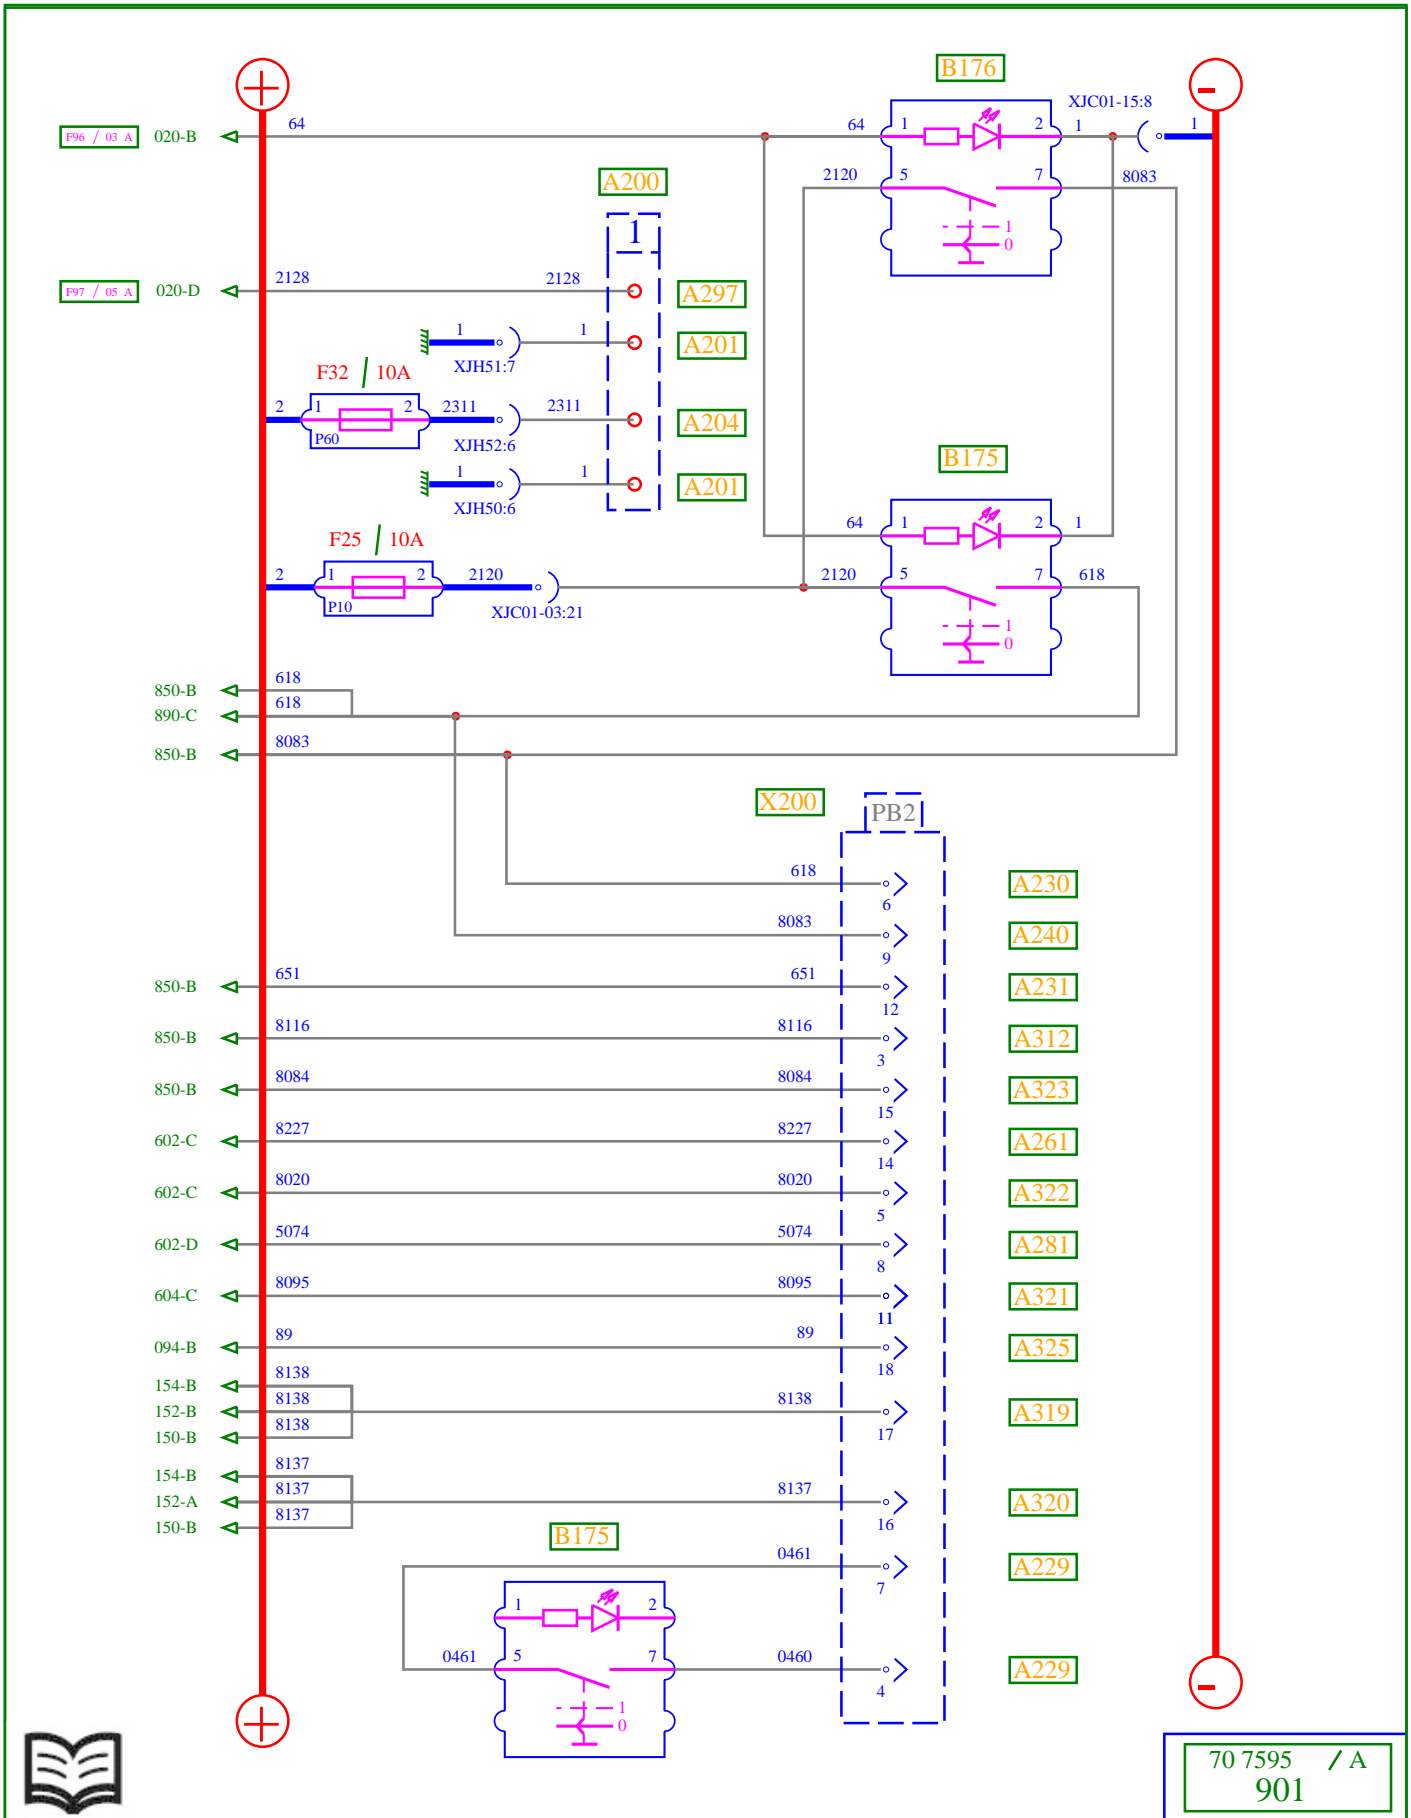 B176
XJC01-15:8
F96 / 03 A 020-B 64 64 1 2 1 1
A200 2120 5 7 8083
1
1
0
F97 / 05 A 020-D 2128 2128 A297
1 1 A201
XJH51:7
F32 / 10A
2 1 2 2311 2311 A204
P60 XJH52:6
B175
1 1 A201
XJH50:6
64 1 2 1
F25 / 10A
2 1 2 2120 2120 5 7 618
P10 XJC01-03:21
1
0
850-B 618
890-C 618
850-B 8083
X200 PB2
618 6 A230
8083 9 A240
850-B 651 651 12 A231
850-B 8116 8116 3 A312
850-B 8084 8084 15 A323
602-C 8227 8227 14 A261
602-C 8020 8020 5 A322
602-D 5074 5074 8 A281
604-C 8095 8095 11 A321
094-B 89 89 18 A325
154-B 8138
152-B 8138 8138 17 A319
150-B 8138
154-B 8137
152-A 8137 8137 16 A320
150-B 8137
B175
0461 7 A229
1 2
0461 5 7 0460 4 A229
1
0
70 7595 / A
901